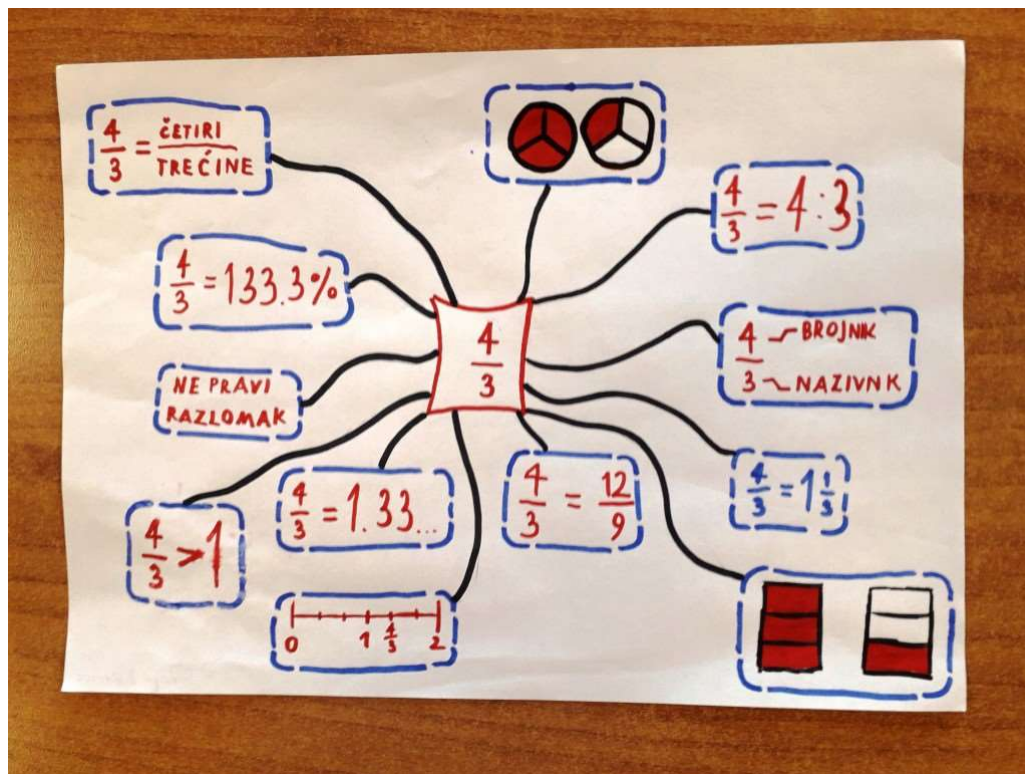 4/3 = ČETIRI/TREĆINE
4/3 = 4:3
4/3 = 133.3%
4/3
4 BROJNIK
3 NAZIVNK
NE PRAVI
RAZLOMAK
4/3 > 1
4/3 = 1.33...
4/3 = 12/9
4/3 = 1 1/3
0 1 4/3 2